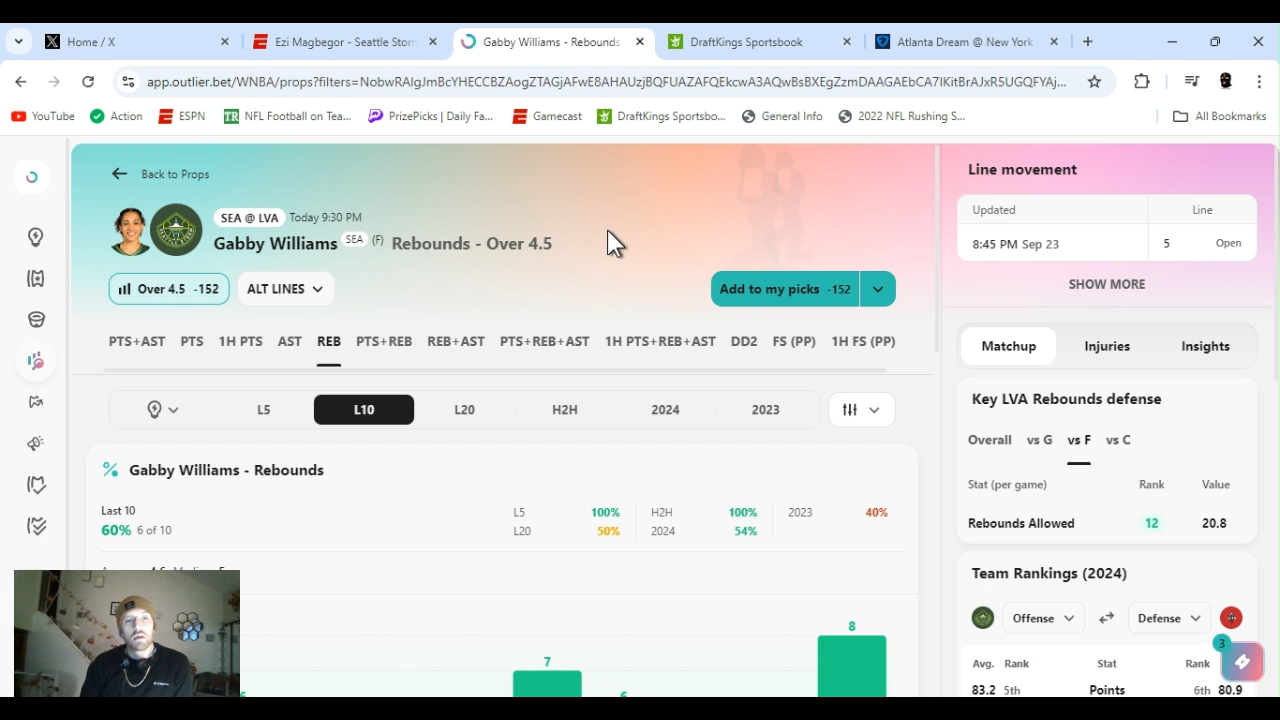 Home / X
Ezi Magbegor - Seattle Storm
Gabby Williams - Rebounds
DraftKings Sportsbook
Atlanta Dream @ New York
app.outlier.bet/WNBA/props?filters=NobwRAlgJmBcYHECCBZAogZTAGjAFwE8AHAUzjBQFUAZAFQEkcwA3AQwBsBXEgZzmDAAGAEbCA7IKitBrAJxR5UGQFYAj...
YouTube
Action
ESPN
NFL Football on Tea...
PrizePicks | Daily Fa...
Gamecast
DraftKings Sportsbo...
General Info
2022 NFL Rushing S...
All Bookmarks
Back to Props
SEA @ LVA Today 9:30 PM
Gabby Williams SEA (F) Rebounds - Over 4.5
Over 4.5 -152
ALT LINES
Add to my picks -152
PTS+AST PTS 1H PTS AST REB PTS+REB REB+AST PTS+REB+AST 1H PTS+REB+AST DD2 FS (PP) 1H FS (PP)
L5 L10 L20 H2H 2024 2023
Gabby Williams - Rebounds
Last 10
60% 6 of 10
L5 100% H2H 100% 2023 40%
L20 50% 2024 54%
7
8
Line movement
Updated Line
8:45 PM Sep 23 5 Open
SHOW MORE
Matchup Injuries Insights
Key LVA Rebounds defense
Overall vs G vs F vs C
Stat (per game) Rank Value
Rebounds Allowed 12 20.8
Team Rankings (2024)
Offense Defense
3
Avg. Rank Stat Rank
83.2 5th Points 6th 80.9